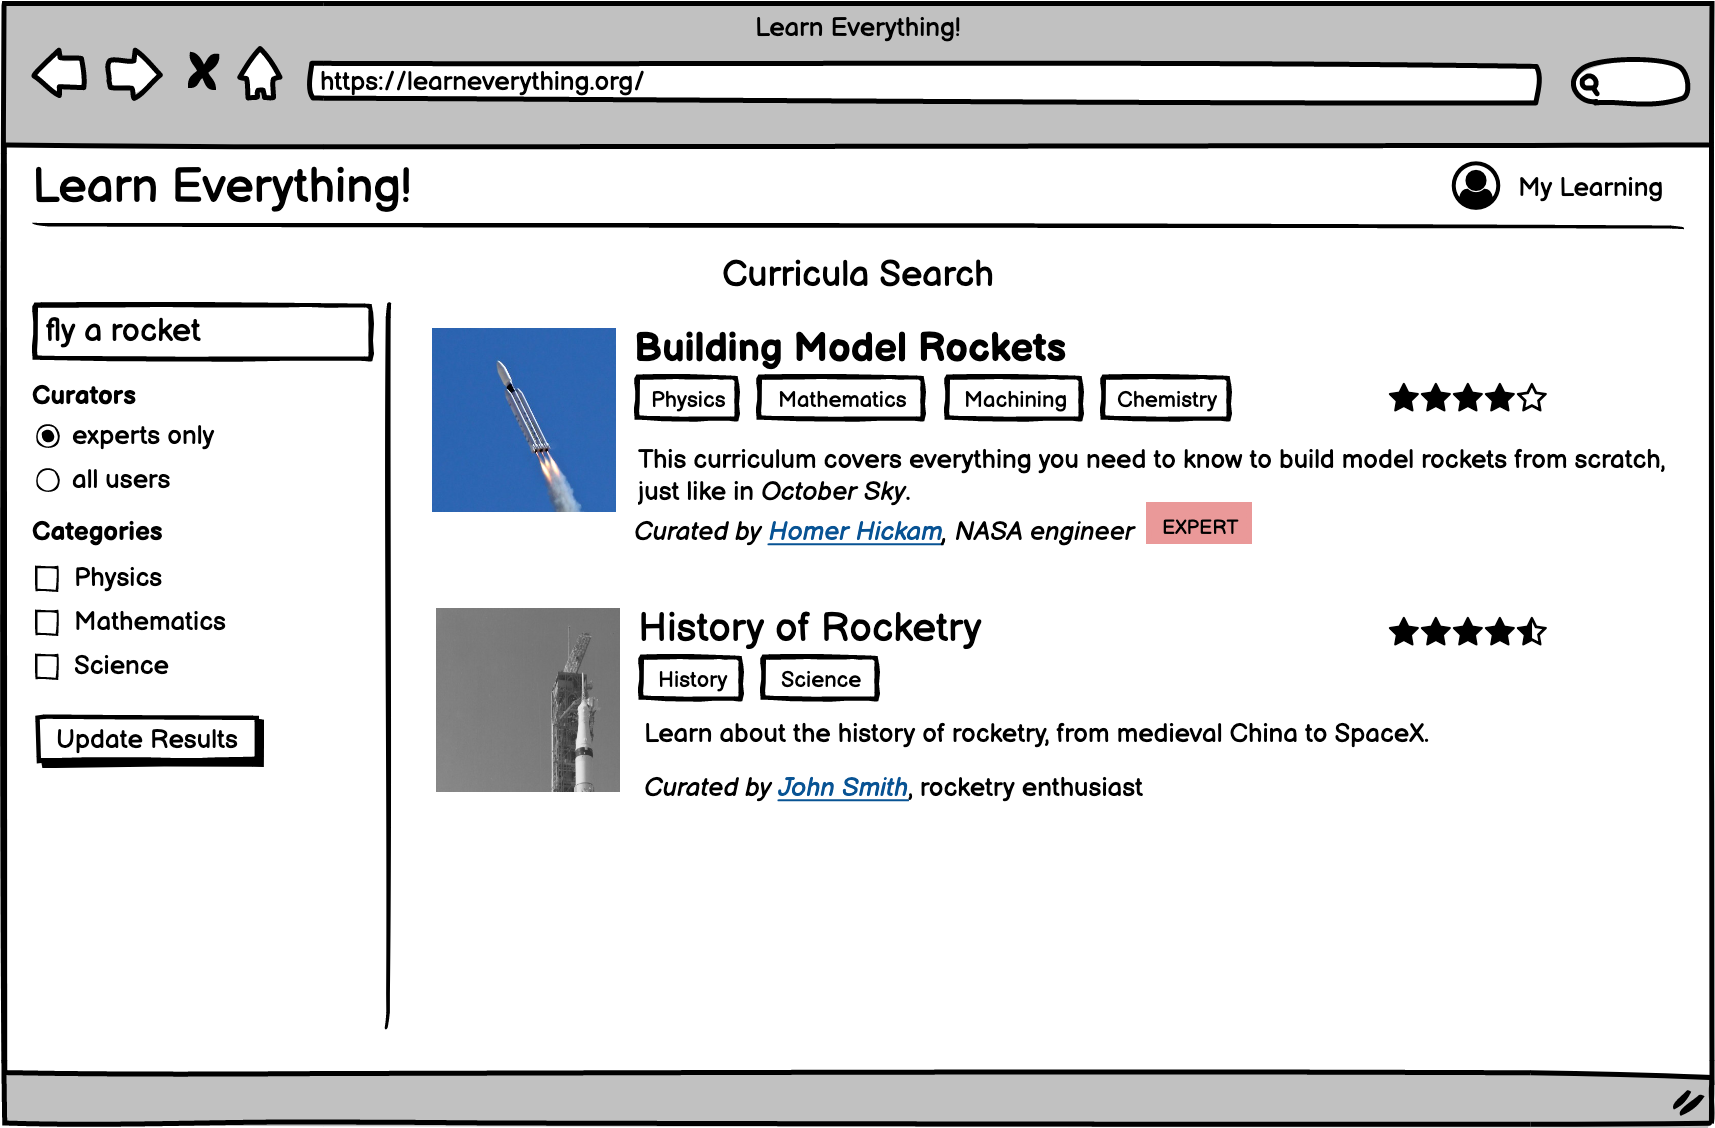 Learn Everything!
https://learneverything.org/
Learn Everything!
My Learning
Curricula Search
fly a rocket
Curators
experts only
all users
Categories
Physics
Mathematics
Science
Update Results
Building Model Rockets
Physics Mathematics Machining Chemistry
This curriculum covers everything you need to know to build model rockets from scratch,
just like in October Sky.
Curated by Homer Hickam, NASA engineer EXPERT
History of Rocketry
History Science
Learn about the history of rocketry, from medieval China to SpaceX.
Curated by John Smith, rocketry enthusiast